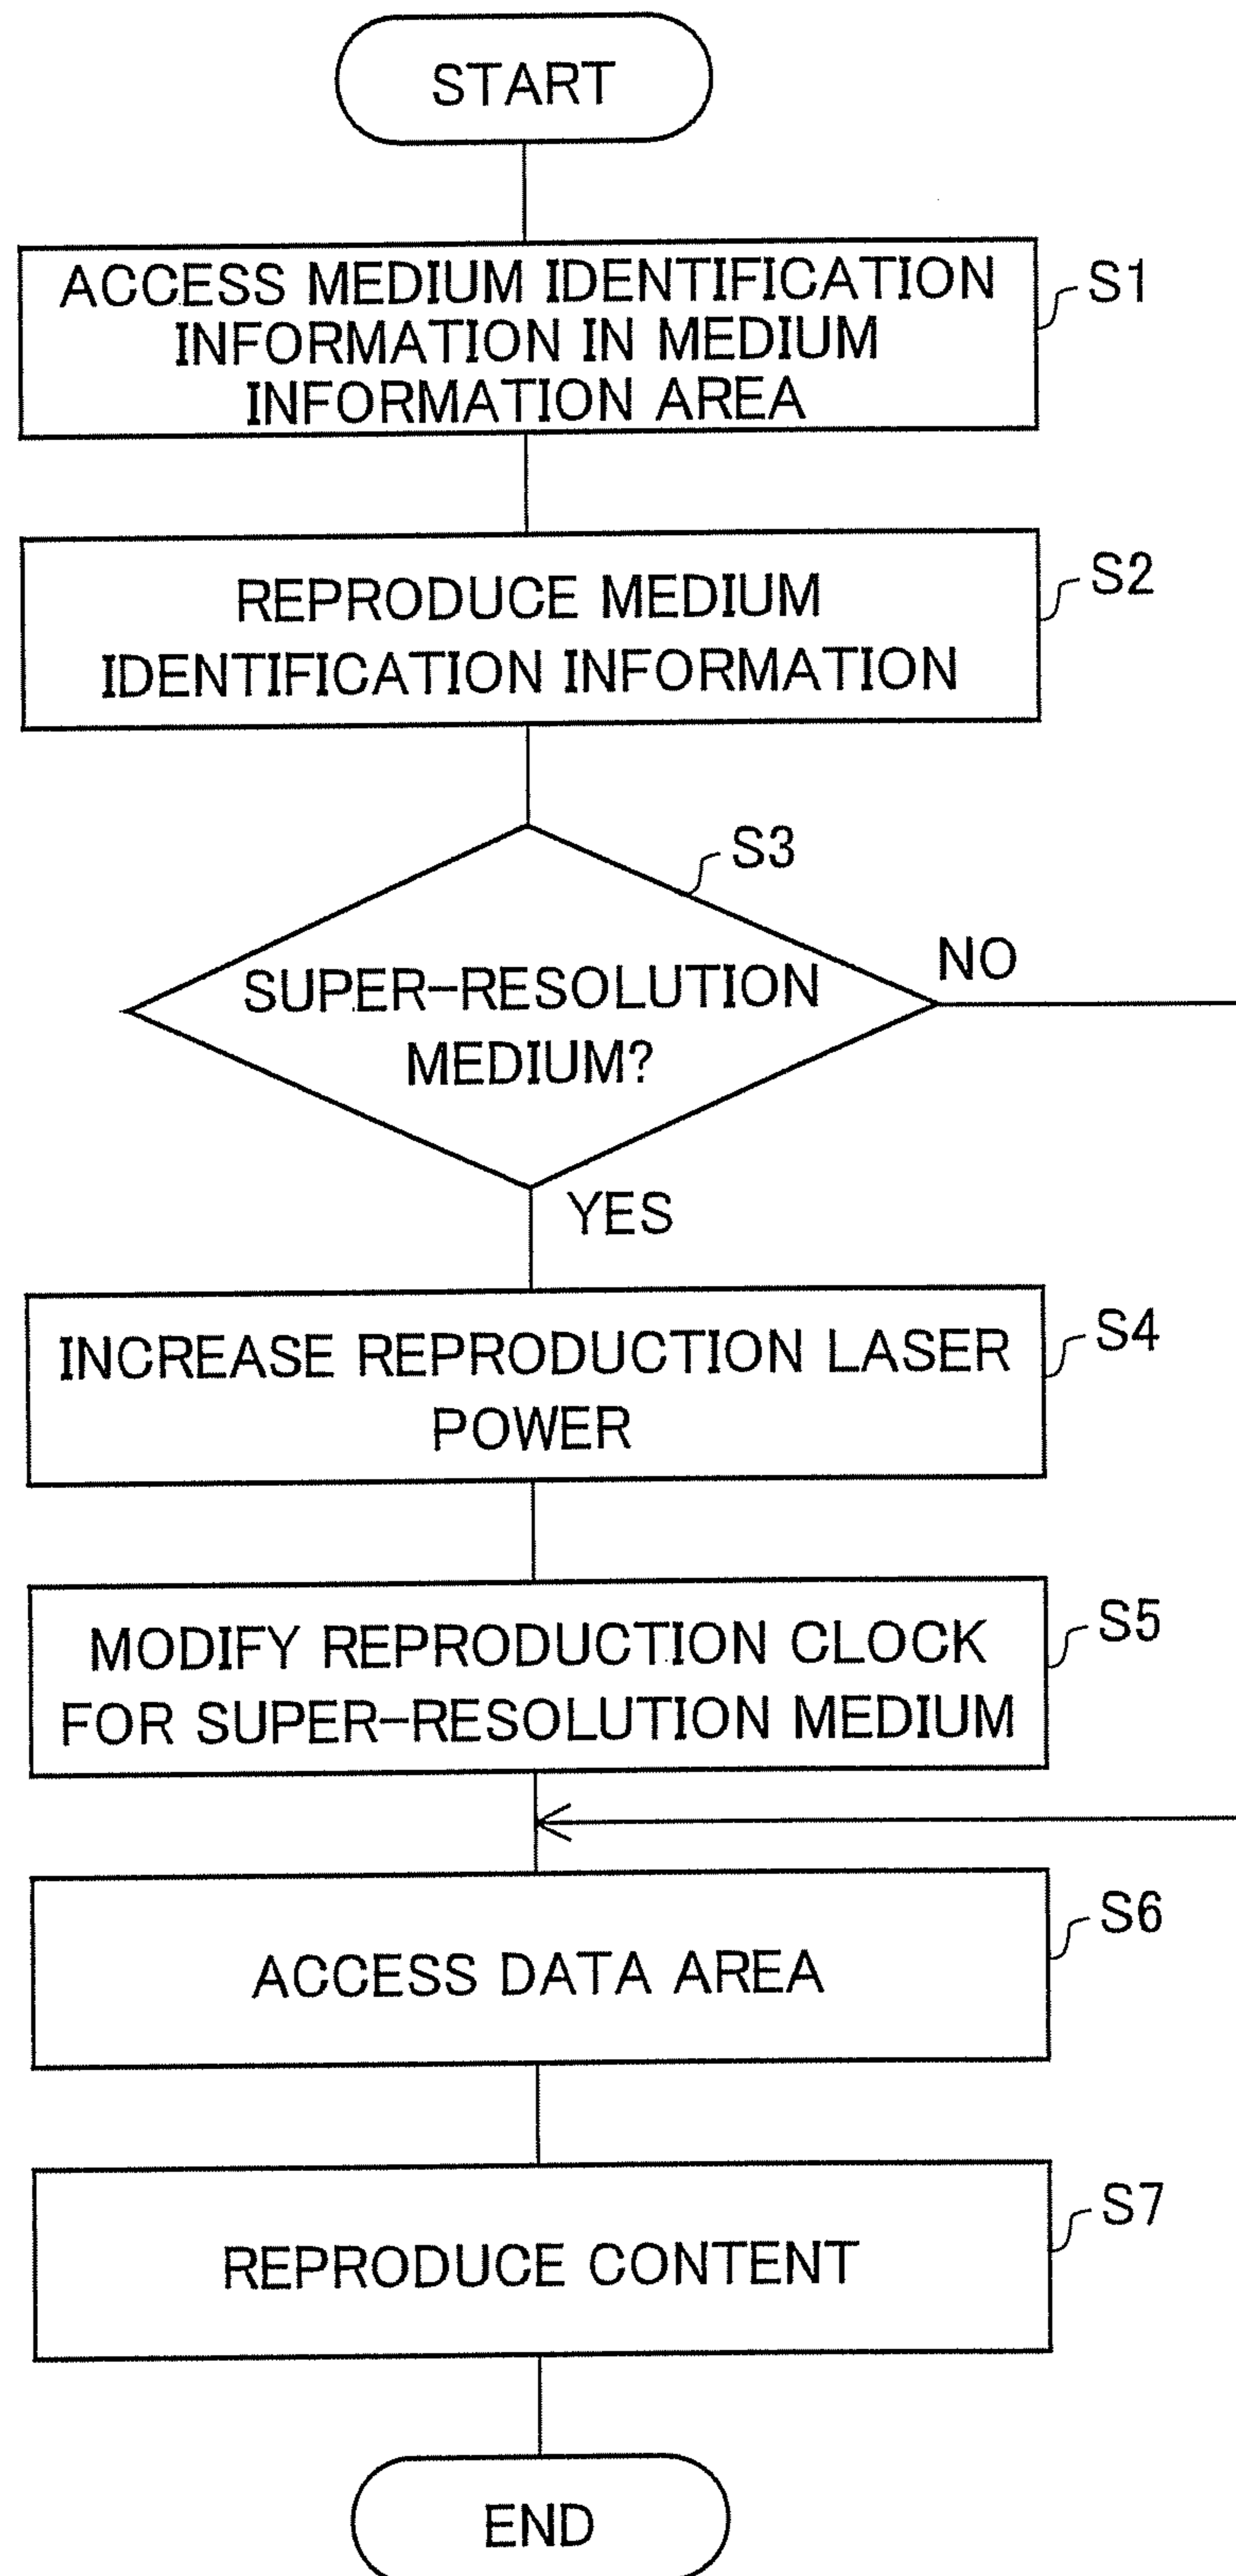 START
ACCESS MEDIUM IDENTIFICATION
INFORMATION IN MEDIUM
INFORMATION AREA
S1
REPRODUCE MEDIUM
IDENTIFICATION INFORMATION
S2
S3
SUPER-RESOLUTION
MEDIUM?
NO
YES
INCREASE REPRODUCTION LASER
POWER
S4
MODIFY REPRODUCTION CLOCK
FOR SUPER-RESOLUTION MEDIUM
S5
ACCESS DATA AREA
S6
REPRODUCE CONTENT
S7
END